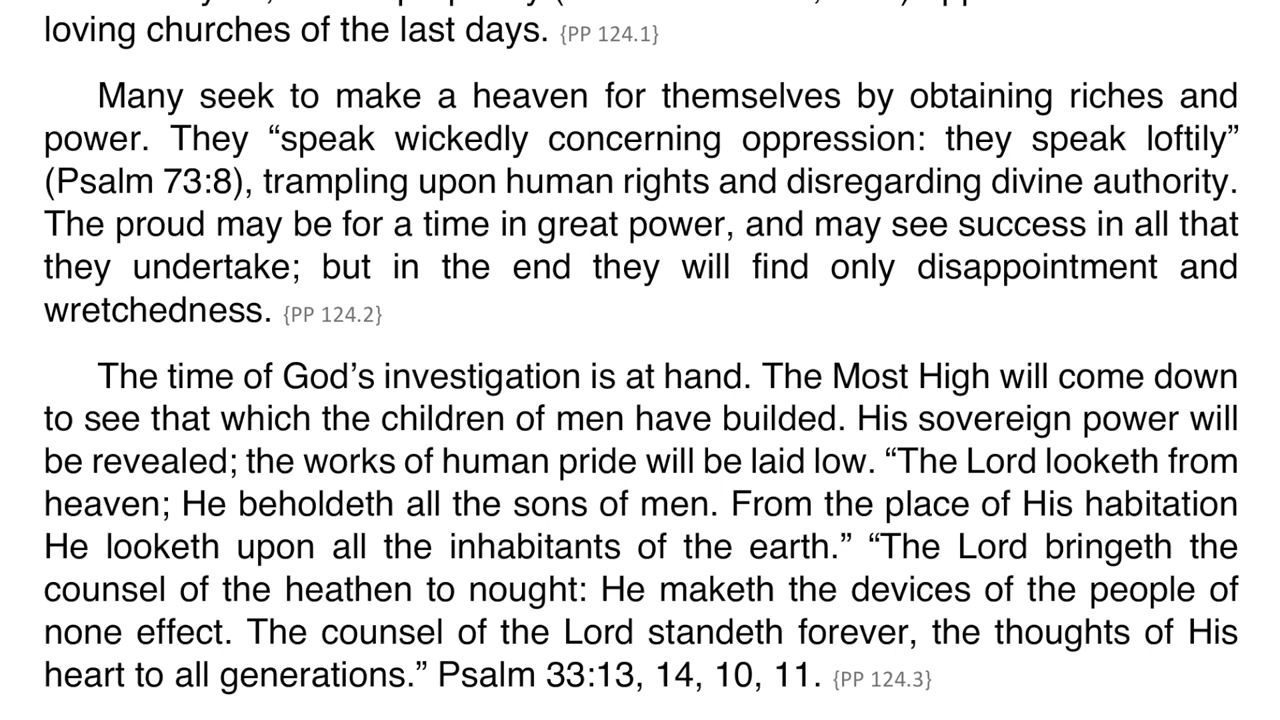 loving churches of the last days. {PP 124.1}
Many seek to make a heaven for themselves by obtaining riches and
power. They “speak wickedly concerning oppression: they speak loftily”
(Psalm 73:8), trampling upon human rights and disregarding divine authority.
The proud may be for a time in great power, and may see success in all that
they undertake; but in the end they will find only disappointment and
wretchedness. {PP 124.2}
The time of God’s investigation is at hand. The Most High will come down
to see that which the children of men have builded. His sovereign power will
be revealed; the works of human pride will be laid low. “The Lord looketh from
heaven; He beholdeth all the sons of men. From the place of His habitation
He looketh upon all the inhabitants of the earth.” “The Lord bringeth the
counsel of the heathen to nought: He maketh the devices of the people of
none effect. The counsel of the Lord standeth forever, the thoughts of His
heart to all generations.” Psalm 33:13, 14, 10, 11. {PP 124.3}